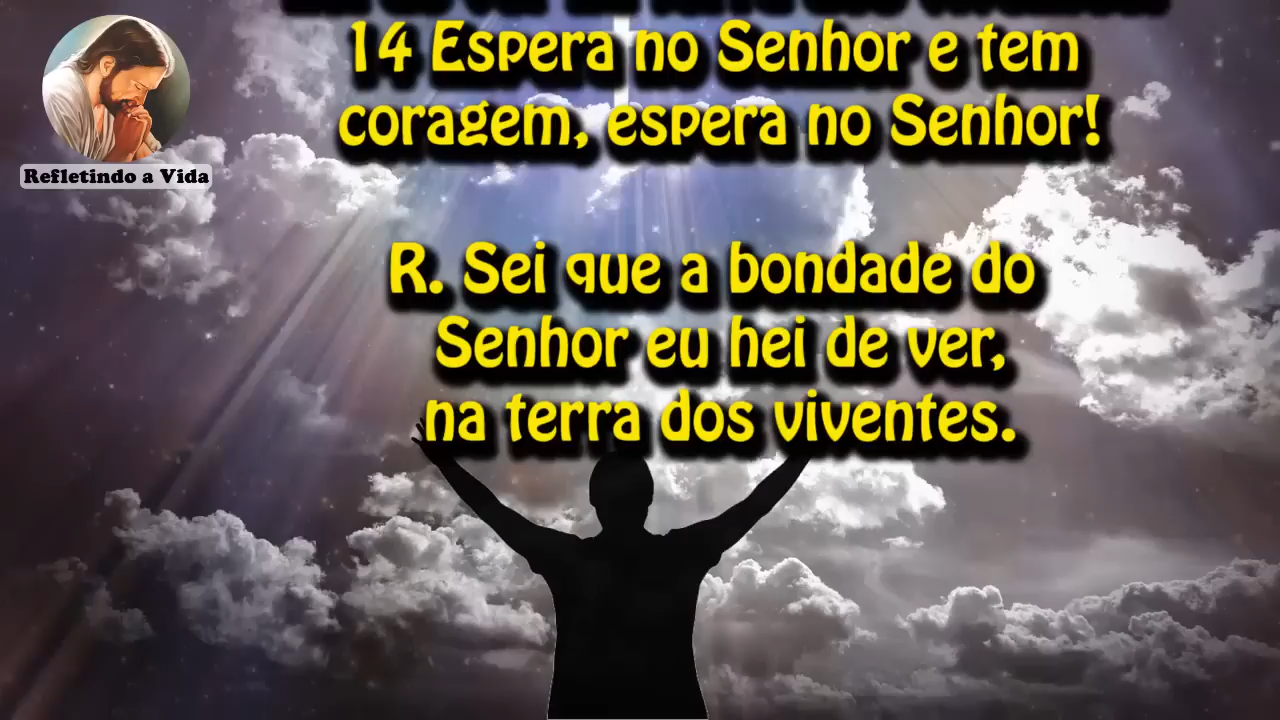 14 Espera no Senhor e tem
coragem, espera no Senhor!
Refletindo a Vida
R. Sei que a bondade do
Senhor eu hei de ver,
na terra dos viventes.